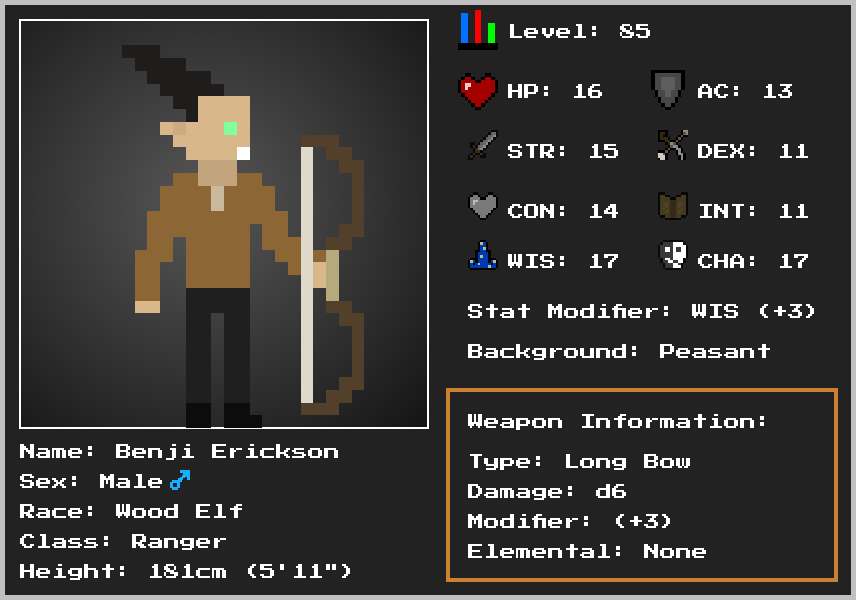 Level: 85
HP: 16 AC: 13
STR: 15 DEX: 11
CON: 14 INT: 11
WIS: 17 CHA: 17
Stat Modifier: WIS (+3)
Background: Peasant
Name: Benji Erickson
Sex: Male ♂
Race: Wood Elf
Class: Ranger
Height: 181cm (5'11")
Weapon Information:
Type: Long Bow
Damage: d6
Modifier: (+3)
Elemental: None